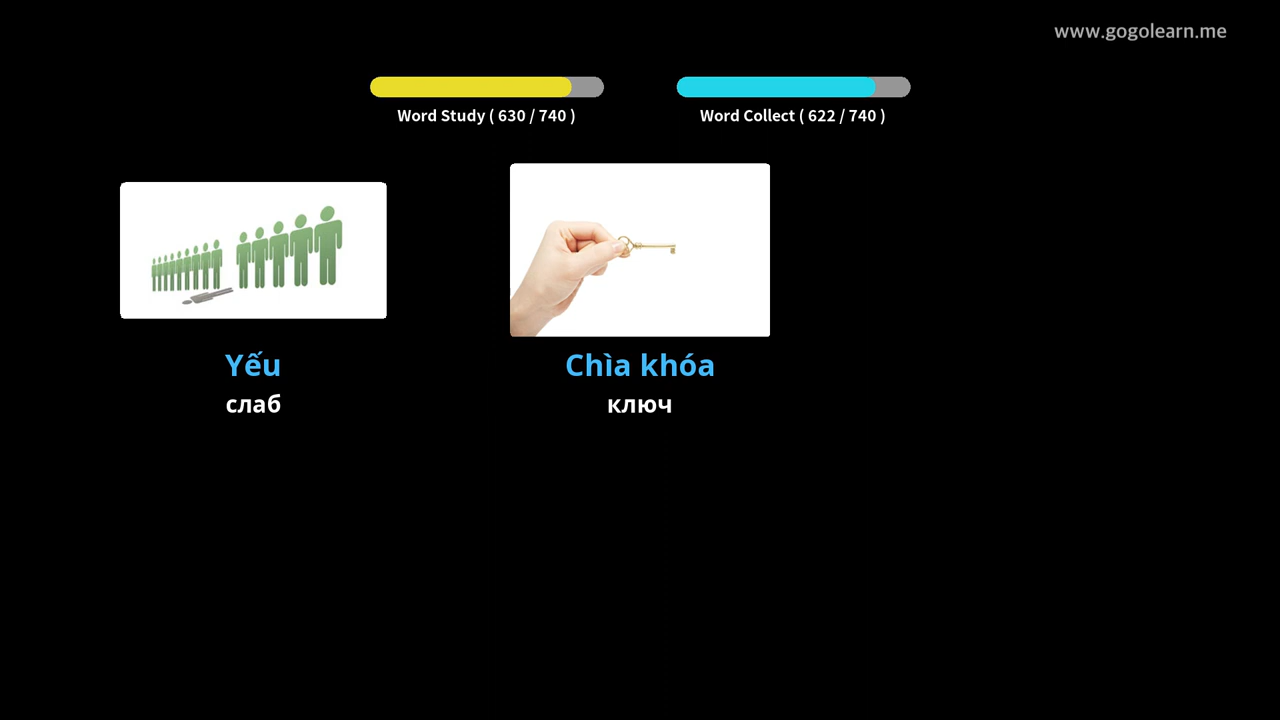 www.gogolearn.me
Word Study ( 630 / 740 )
Word Collect ( 622 / 740 )
Yếu
слаб
Chìa khóa
ключ